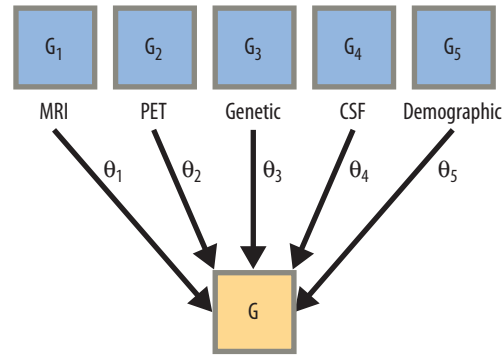 G₁ G₂ G₃ G₄ G₅
MRI PET Genetic CSF Demographic
θ₁ θ₂ θ₃ θ₄ θ₅
G